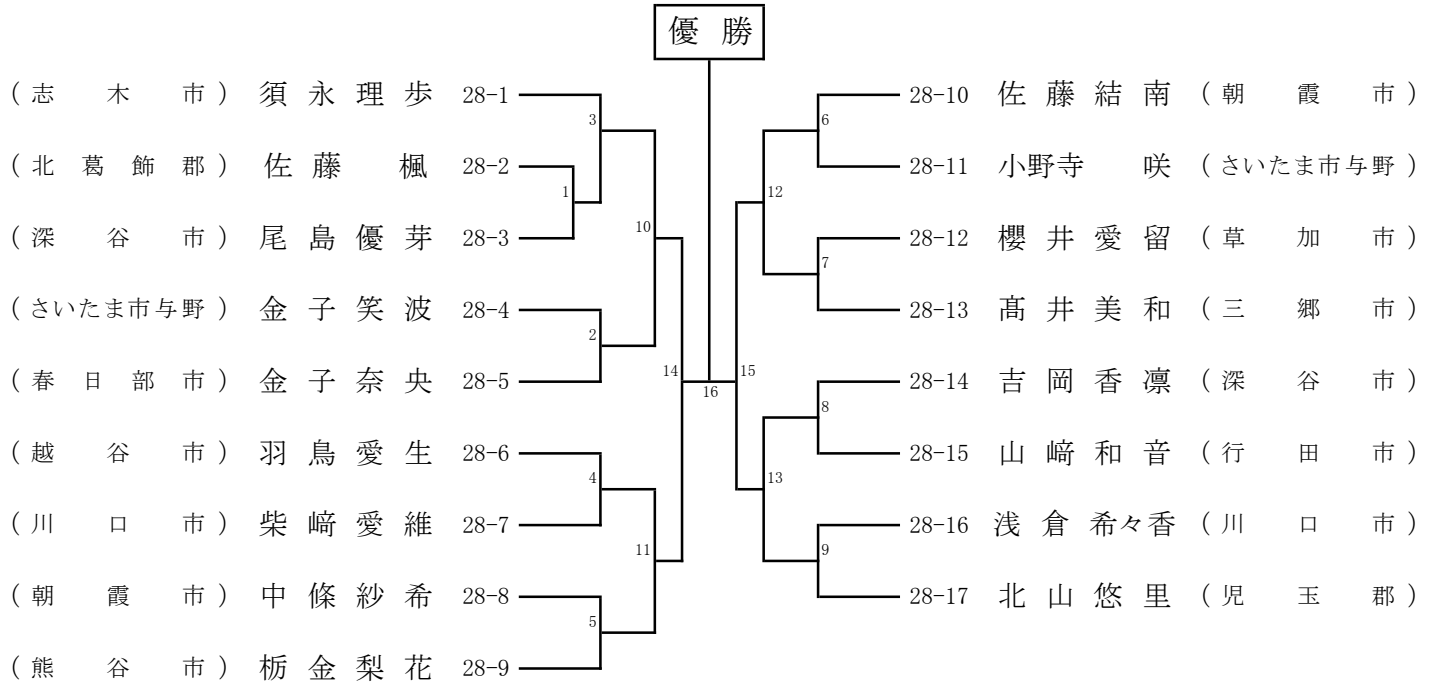 優勝
(志木市) 須永理歩 28-1
(北葛飾郡) 佐藤 楓 28-2
(深谷市) 尾島優芽 28-3
(さいたま市与野) 金子笑波 28-4
(春日部市) 金子奈央 28-5
(越谷市) 羽鳥愛生 28-6
(川口市) 柴﨑愛維 28-7
(朝霞市) 中條紗希 28-8
(熊谷市) 栃金梨花 28-9
3
1
10
2
14
4
11
5
16
28-10 佐藤結南 (朝霞市)
28-11 小野寺 咲 (さいたま市与野)
28-12 櫻井愛留 (草加市)
28-13 髙井美和 (三郷市)
28-14 吉岡香凛 (深谷市)
28-15 山﨑和音 (行田市)
28-16 浅倉希々香 (川口市)
28-17 北山悠里 (児玉郡)
6
12
7
15
8
13
9